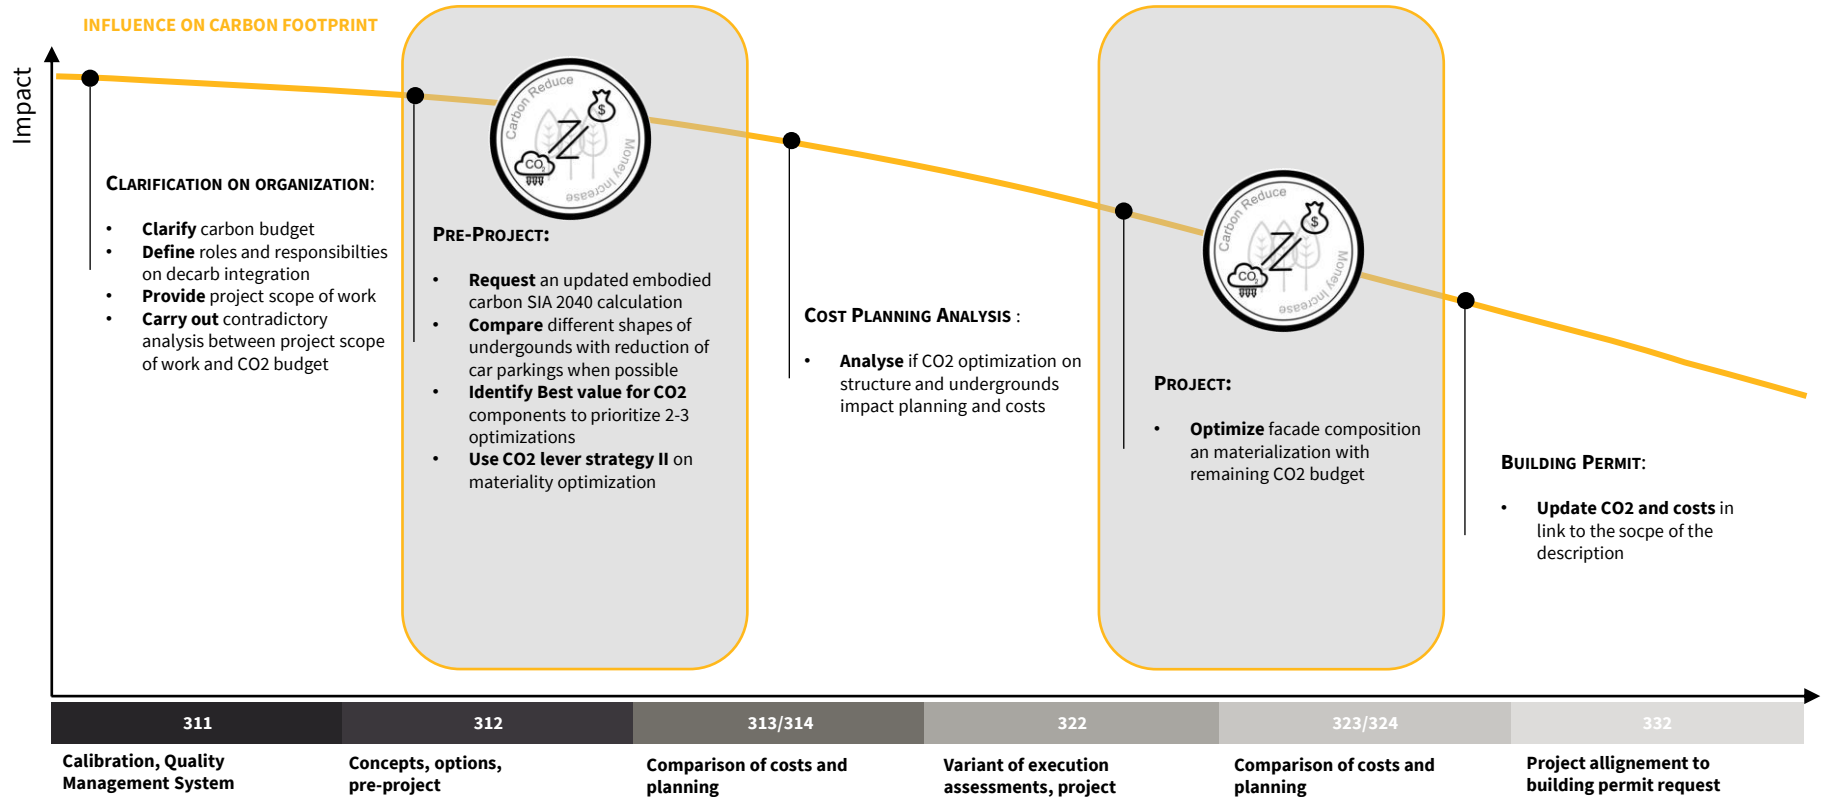 INFLUENCE ON CARBON FOOTPRINT
Impact
CLARIFICATION ON ORGANIZATION:
• Clarify carbon budget
• Define roles and responsibilties
on decarb integration
• Provide project scope of work
• Carry out contradictory
analysis between project scope
of work and CO2 budget
Carbon Reduce
$
CO2
Money Increase
PRE-PROJECT:
• Request an updated embodied
carbon SIA 2040 calculation
• Compare different shapes of
undergounds with reduction of
car parkings when possible
• Identify Best value for CO2
components to prioritize 2-3
optimizations
• Use CO2 lever strategy II on
materiality optimization
COST PLANNING ANALYSIS :
• Analyse if CO2 optimization on
structure and undergrounds
impact planning and costs
Carbon Reduce
$
CO2
Money Increase
PROJECT:
• Optimize facade composition
an materialization with
remaining CO2 budget
BUILDING PERMIT:
• Update CO2 and costs in
link to the socpe of the
description
311
312
313/314
322
323/324
332
Calibration, Quality
Management System
Concepts, options,
pre-project
Comparison of costs and
planning
Variant of execution
assessments, project
Comparison of costs and
planning
Project allignement to
building permit request